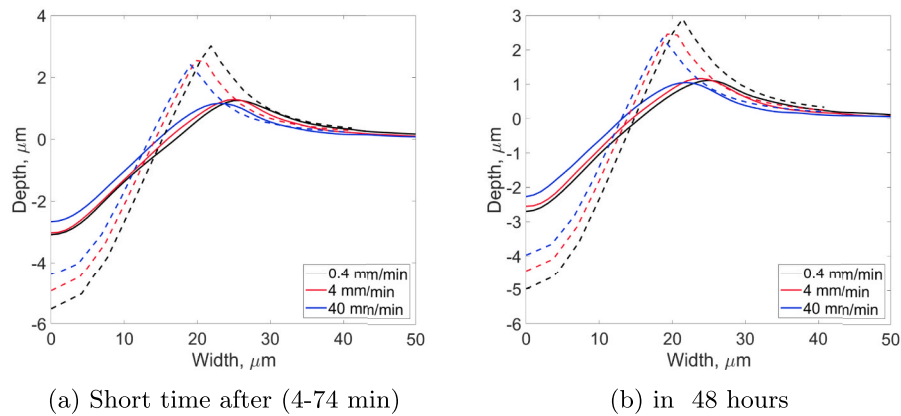 4
2
0
-2
-4
-6
0 10 20 30 40 50
Depth, μm
Width, μm
0.4 mm/min
4 mm/min
40 mm/min
(a) Short time after (4-74 min)
3
2
1
0
-1
-2
-3
-4
-5
-6
0 10 20 30 40 50
Depth, μm
Width, μm
0.4 mm/min
4 mm/min
40 mm/min
(b) in 48 hours